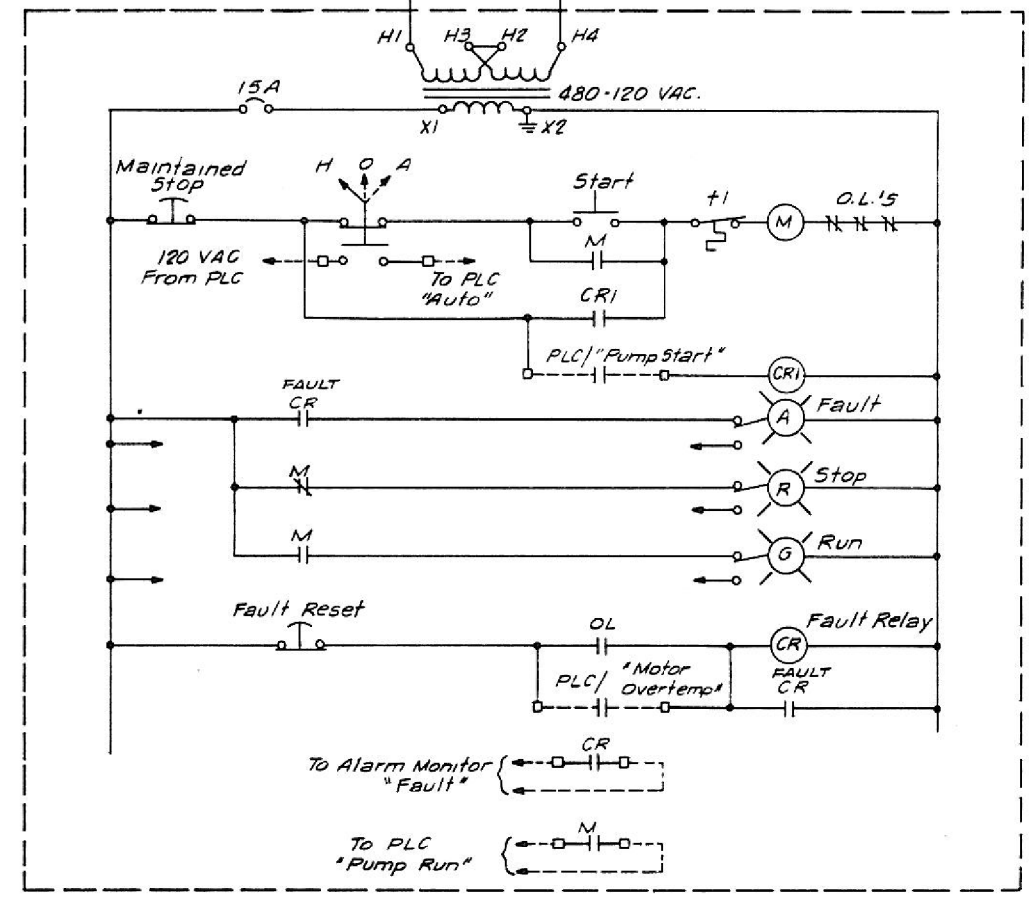 H1 H3 H2 H4
15A
480-120 VAC.
X1 X2
Maintained
Stop
H O A
Start
t1
O.L.'S
M
M
120 VAC
From PLC
To PLC
"Auto"
CR1
PLC/"Pump Start"
CR1
FAULT
CR
A
Fault
M
R
Stop
M
G
Run
Fault Reset
OL
CR
Fault Relay
PLC/
"Motor
Overtemp"
FAULT
CR
To Alarm Monitor
"Fault"
CR
To PLC
"Pump Run"
M